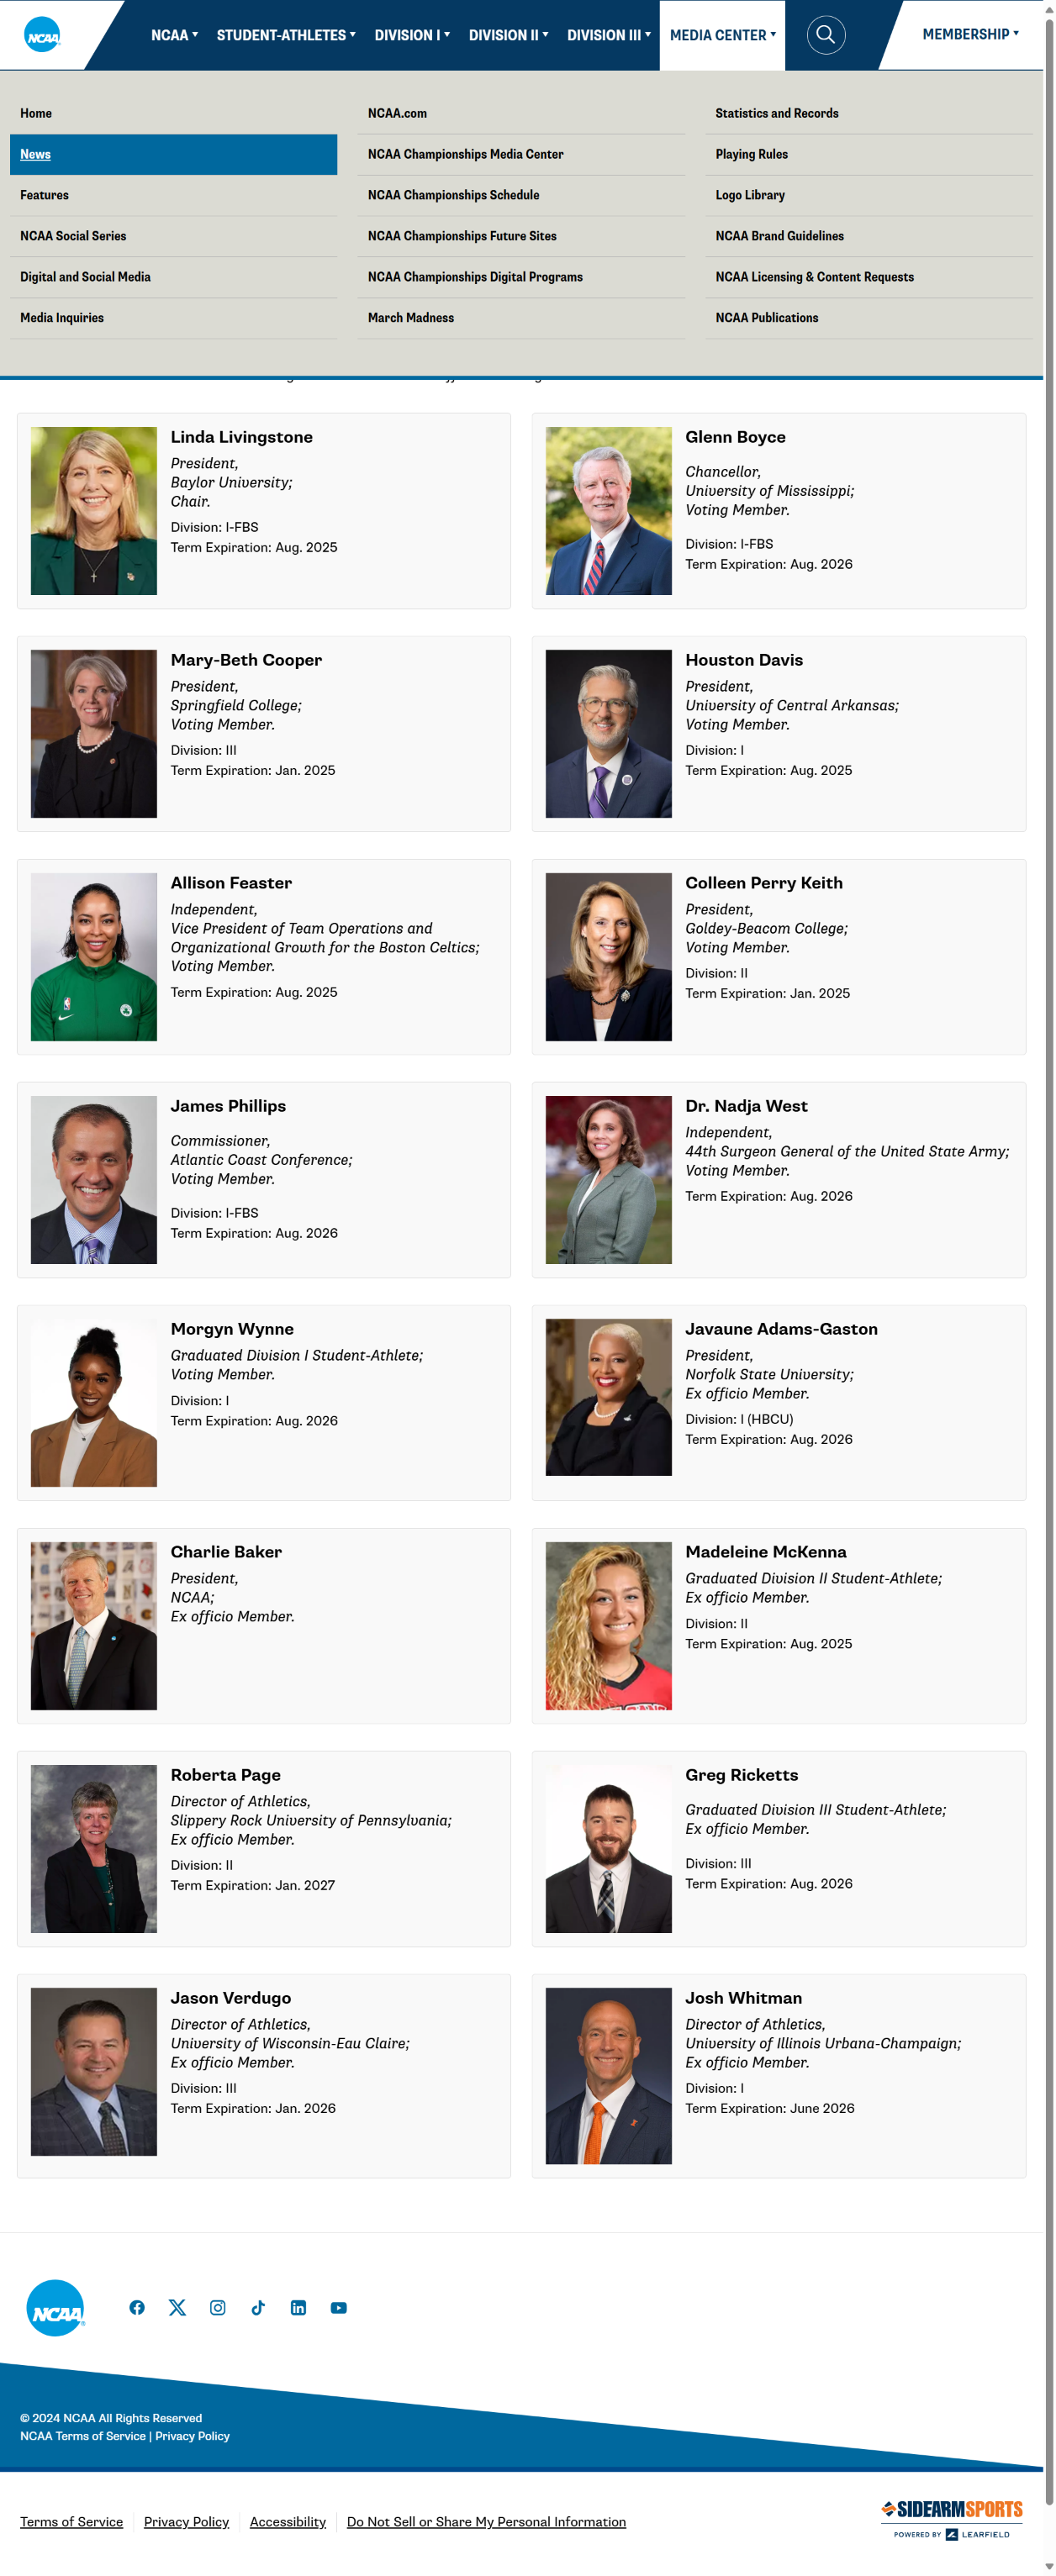 NCAA
NCAA
STUDENT-ATHLETES
DIVISION I
DIVISION II
DIVISION III
MEDIA CENTER
MEMBERSHIP
Home
News
Features
NCAA Social Series
Digital and Social Media
Media Inquiries
NCAA.com
NCAA Championships Media Center
NCAA Championships Schedule
NCAA Championships Future Sites
NCAA Championships Digital Programs
March Madness
Statistics and Records
Playing Rules
Logo Library
NCAA Brand Guidelines
NCAA Licensing & Content Requests
NCAA Publications
Linda Livingstone
President,
Baylor University;
Chair.
Division: I-FBS
Term Expiration: Aug. 2025
Glenn Boyce
Chancellor,
University of Mississippi;
Voting Member.
Division: I-FBS
Term Expiration: Aug. 2026
Mary-Beth Cooper
President,
Springfield College;
Voting Member.
Division: III
Term Expiration: Jan. 2025
Houston Davis
President,
University of Central Arkansas;
Voting Member.
Division: I
Term Expiration: Aug. 2025
Allison Feaster
Independent,
Vice President of Team Operations and
Organizational Growth for the Boston Celtics;
Voting Member.
Term Expiration: Aug. 2025
Colleen Perry Keith
President,
Goldey-Beacom College;
Voting Member.
Division: II
Term Expiration: Jan. 2025
James Phillips
Commissioner,
Atlantic Coast Conference;
Voting Member.
Division: I-FBS
Term Expiration: Aug. 2026
Dr. Nadja West
Independent,
44th Surgeon General of the United State Army;
Voting Member.
Term Expiration: Aug. 2026
Morgyn Wynne
Graduated Division I Student-Athlete;
Voting Member.
Division: I
Term Expiration: Aug. 2026
Javaune Adams-Gaston
President,
Norfolk State University;
Ex officio Member.
Division: I (HBCU)
Term Expiration: Aug. 2026
Charlie Baker
President,
NCAA;
Ex officio Member.
Madeleine McKenna
Graduated Division II Student-Athlete;
Ex officio Member.
Division: II
Term Expiration: Aug. 2025
Roberta Page
Director of Athletics,
Slippery Rock University of Pennsylvania;
Ex officio Member.
Division: II
Term Expiration: Jan. 2027
Greg Ricketts
Graduated Division III Student-Athlete;
Ex officio Member.
Division: III
Term Expiration: Aug. 2026
Jason Verdugo
Director of Athletics,
University of Wisconsin-Eau Claire;
Ex officio Member.
Division: III
Term Expiration: Jan. 2026
Josh Whitman
Director of Athletics,
University of Illinois Urbana-Champaign;
Ex officio Member.
Division: I
Term Expiration: June 2026
NCAA
© 2024 NCAA All Rights Reserved
NCAA Terms of Service | Privacy Policy
Terms of Service
Privacy Policy
Accessibility
Do Not Sell or Share My Personal Information
SIDEARMSPORTS
POWERED BY LEARFIELD